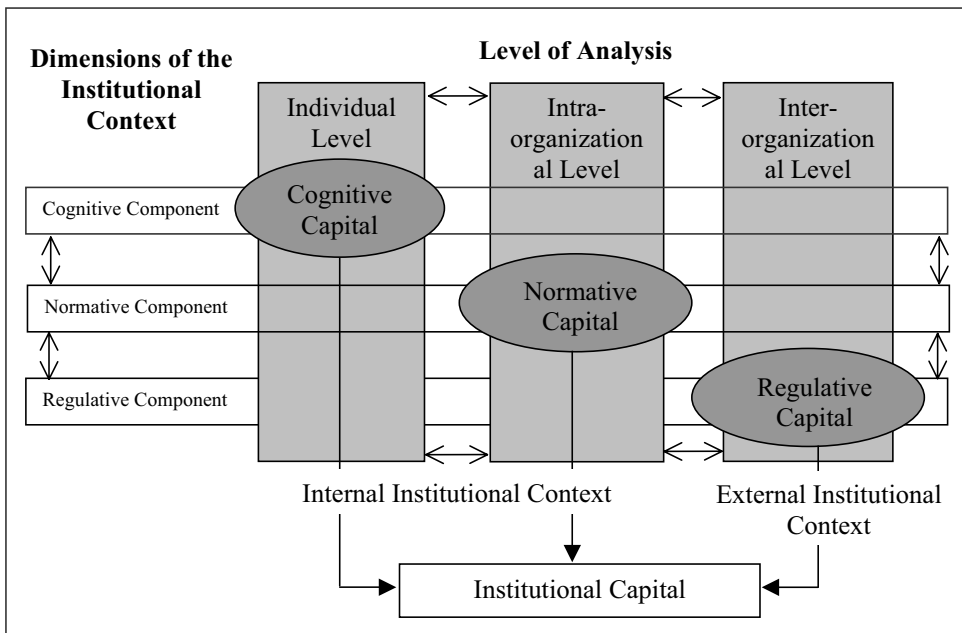 Dimensions of the
Institutional
Context
Level of Analysis
Individual
Level
Intra-
organization
al Level
Inter-
organization
al Level
Cognitive Component
Cognitive
Capital
Normative Component
Normative
Capital
Regulative Component
Regulative
Capital
Internal Institutional Context
External Institutional
Context
Institutional Capital